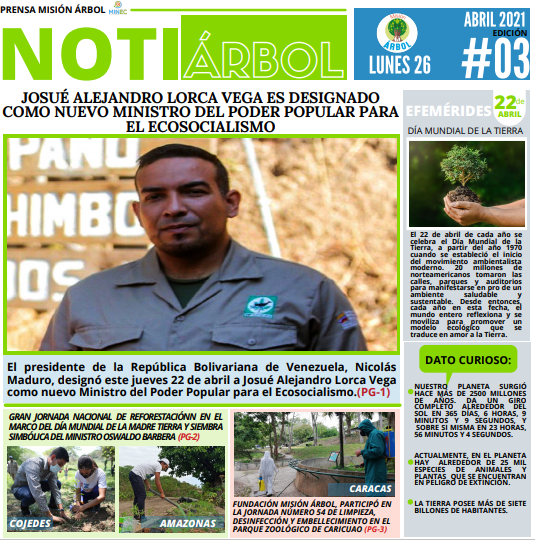 PRENSA MISIÓN ÁRBOL MINEC
NOTIÁRBOL
ÁRBOL
LUNES 26
ABRIL 2021
EDICIÓN
#03
JOSUÉ ALEJANDRO LORCA VEGA ES DESIGNADO
COMO NUEVO MINISTRO DEL PODER POPULAR PARA
EL ECOSOCIALISMO
PANO
HIMBO
OS
El presidente de la República Bolivariana de Venezuela, Nicolás
Maduro, designó este jueves 22 de abril a Josué Alejandro Lorca Vega
como nuevo Ministro del Poder Popular para el Ecosocialismo.(PG-1)
GRAN JORNADA NACIONAL DE REFORESTACIÓNN EN EL
MARCO DEL DÍA MUNDIAL DE LA MADRE TIERRA Y SIEMBRA
SIMBÓLICA DEL MINISTRO OSWALDO BARBERA (PG-2)
COJEDES
AMAZONAS
CARACAS
FUNDACIÓN MISIÓN ÁRBOL, PARTICIPÓ EN
LA JORNADA NÚMERO 54 DE LIMPIEZA,
DESINFECCIÓN Y EMBELLECIMIENTO EN EL
PARQUE ZOOLÓGICO DE CARICUAO (PG-3)
EFEMÉRIDES
22 de
ABRIL
DÍA MUNDIAL DE LA TIERRA
El 22 de abril de cada año se
celebra el Día Mundial de la
Tierra, a partir del año 1970
cuando se estableció el inicio
del movimiento ambientalista
moderno. 20 millones de
norteamericanos tomaron las
calles, parques y auditorios
para manifestarse en pro de un
ambiente saludable y
sustentable. Desde entonces,
cada año en esta fecha, el
mundo entero reflexiona y se
moviliza para promover un
modelo ecológico que se
traduce en amor a la Tierra.
DATO CURIOSO:
NUESTRO PLANETA SURGIÓ
HACE MÁS DE 2500 MILLONES
DE AÑOS. DA UN GIRO
COMPLETO ALREDEDOR DEL
SOL EN 365 DÍAS, 6 HORAS, 9
MINUTOS Y 9 SEGUNDOS, Y
SOBRE SI MISMA EN 23 HORAS,
56 MINUTOS Y 4 SEGUNDOS.
ACTUALMENTE, EN EL PLANETA
HAY ALREDEDOR DE 25 MIL
ESPECIES DE ANIMALES Y
PLANTAS QUE SE ENCUENTRAN
EN PELIGRO DE EXTINCIÓN.
LA TIERRA POSEE MÁS DE SIETE
BILLONES DE HABITANTES.